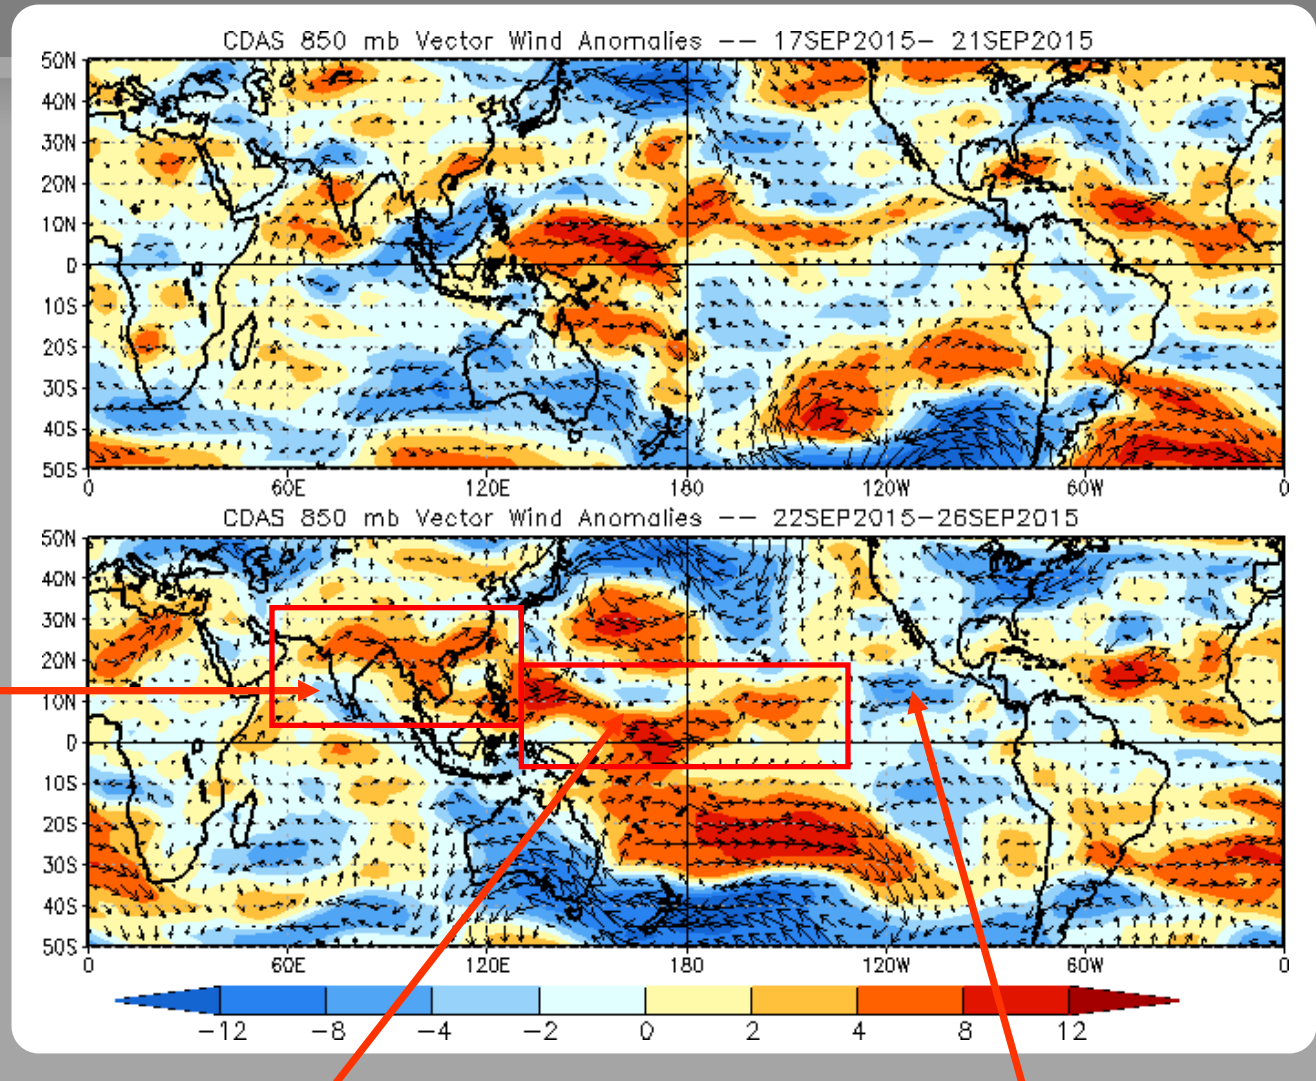 CDAS 850 mb Vector Wind Anomalies -- 17SEP2015- 21SEP2015
50N
40N
30N
20N
10N
0
10S
20S
30S
40S
50S
0 60E 120E 180 120W 60W 0
CDAS 850 mb Vector Wind Anomalies -- 22SEP2015-26SEP2015
50N
40N
30N
20N
10N
0
10S
20S
30S
40S
50S
0 60E 120E 180 120W 60W 0
-12 -8 -4 -2 0 2 4 8 12